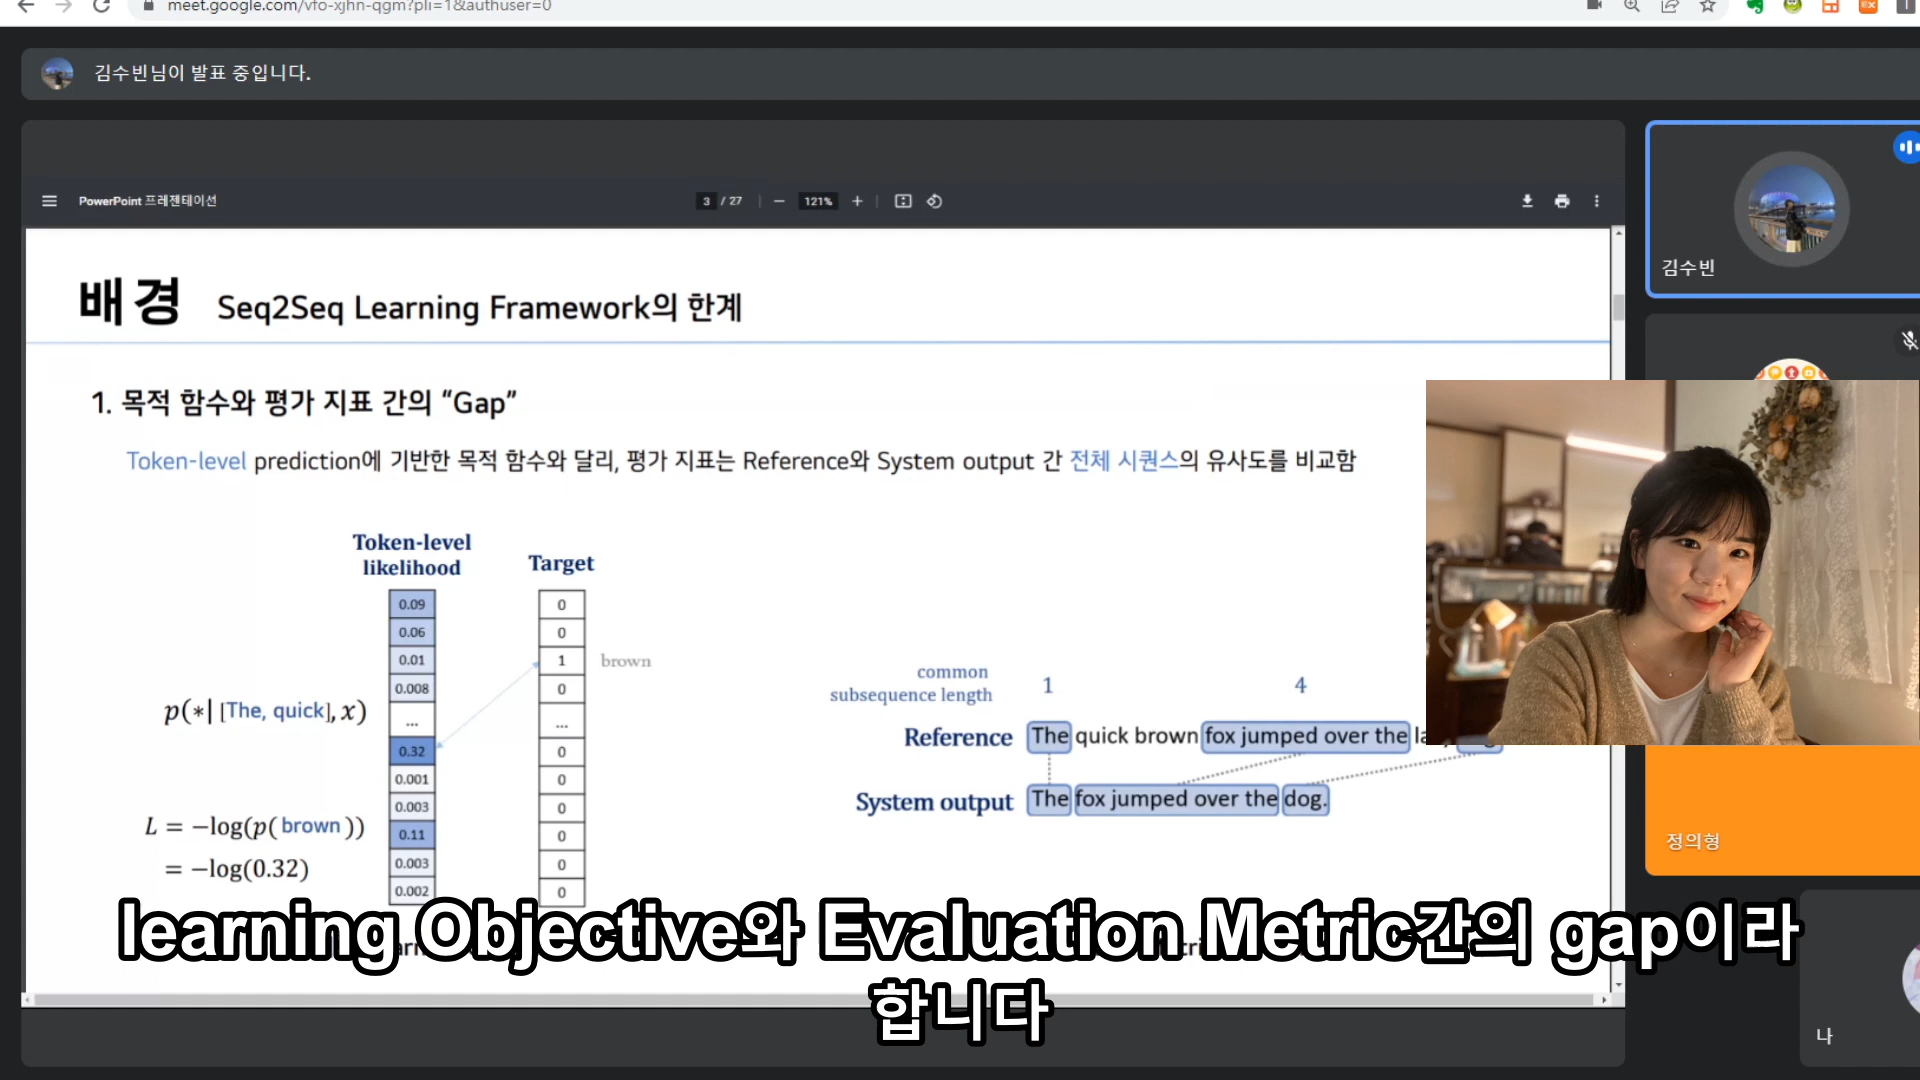 meet.google.com/vfo-xjhn-qgm?pli=1&authuser=0
김수빈님이 발표 중입니다.
PowerPoint 프레젠테이션
3 / 27
121%
배경 Seq2Seq Learning Framework의 한계
1. 목적 함수와 평가 지표 간의 “Gap”
Token-level prediction에 기반한 목적 함수와 달리, 평가 지표는 Reference와 System output 간 전체 시퀀스의 유사도를 비교함
Token-level
likelihood
Target
0.09
0.06
0.01
0.008
...
0.32
0.001
0.003
0.11
0.003
0.002
0
0
1
0
...
0
0
0
0
0
0
brown
p(*| [The, quick], x)
L = −log(p( brown ))
= −log(0.32)
common
subsequence length
1
4
Reference
The quick brown fox jumped over the
System output
The fox jumped over the dog.
learning Objective와 Evaluation Metric간의 gap이라
합니다
김수빈
정의형
나